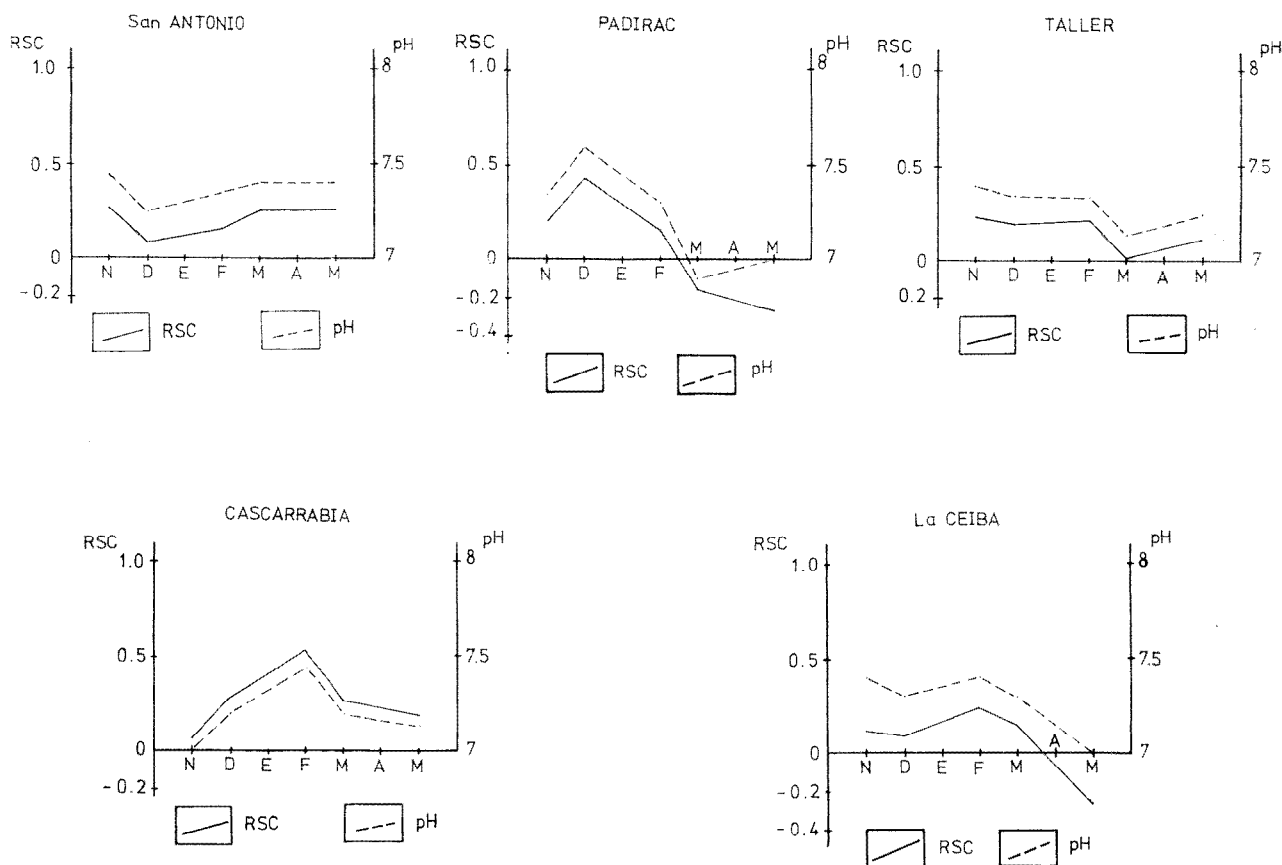 San ANTONIO
RSC
pH
1.0
8
0.5
7.5
0
7
-0.2
N D E F M A M
RSC
pH
PADIRAC
RSC
pH
1.0
8
0.5
7.5
M A M
0
7
N D E F
-0.2
-0.4
RSC
pH
TALLER
RSC
pH
1.0
8
0.5
7.5
0
7
N D E F M A M
0.2
RSC
pH
CASCARRABIA
RSC
pH
1.0
8
0.5
7.5
0
7
N D E F M A M
-0.2
RSC
pH
La CEIBA
RSC
pH
1.0
8
0.5
7.5
A
0
7
N D E F M M
-0.2
-0.4
RSC
pH